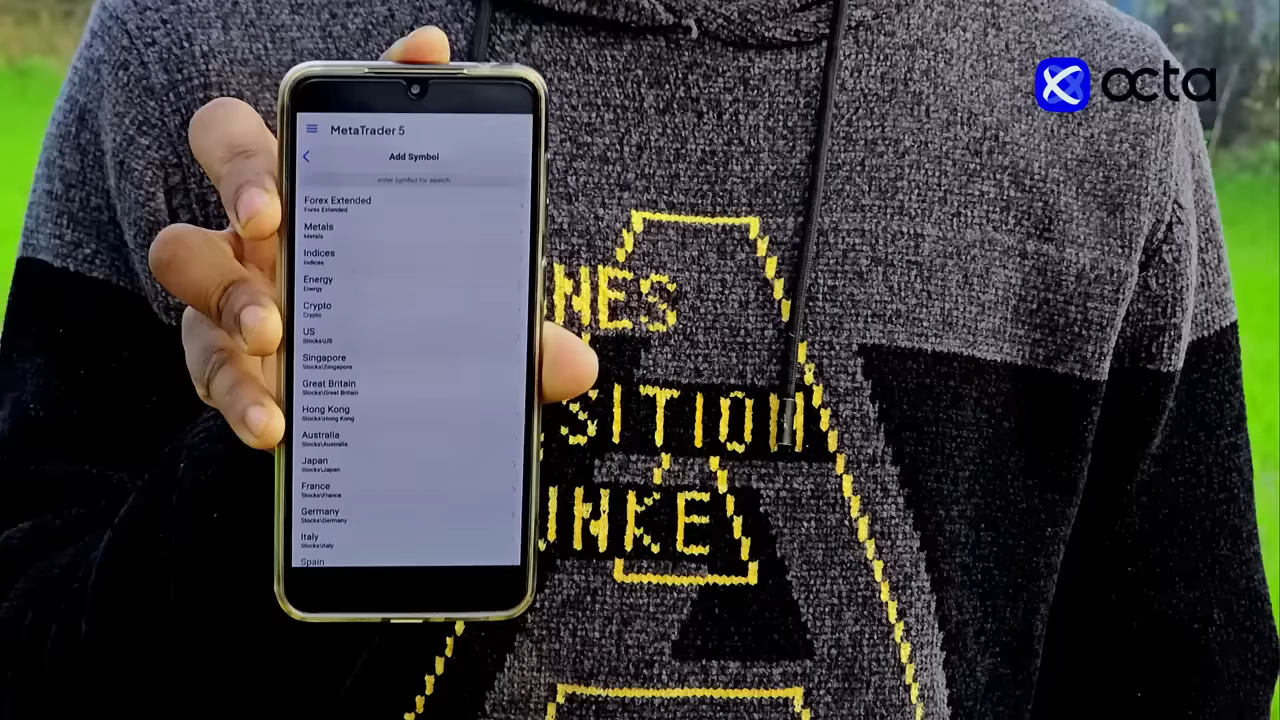 octa
MetaTrader 5
Add Symbol
enter symbol for search
Forex Extended
Forex Extended
Metals
Metals
Indices
Indices
Energy
Energy
Crypto
Crypto
US
Stocks\US
Singapore
Stocks\Singapore
Great Britain
Stocks\Great Britain
Hong Kong
Stocks\Hong Kong
Australia
Stocks\Australia
Japan
Stocks\Japan
France
Stocks\France
Germany
Stocks\Germany
Italy
Stocks\Italy
Spain
NES
SITION
NKE